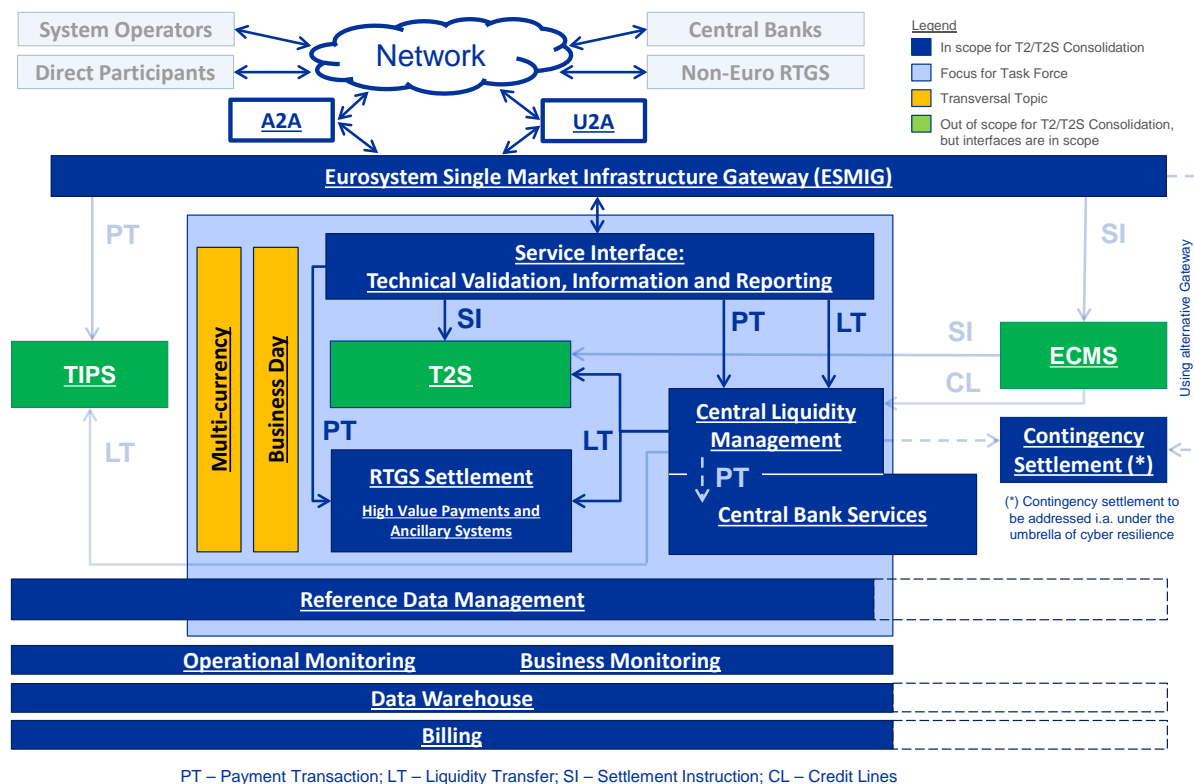 System Operators
Direct Participants
Network
Central Banks
Non-Euro RTGS
Legend
In scope for T2/T2S Consolidation
Focus for Task Force
Transversal Topic
Out of scope for T2/T2S Consolidation,
but interfaces are in scope
A2A
U2A
Eurosystem Single Market Infrastructure Gateway (ESMIG)
PT
SI
Service Interface:
Technical Validation, Information and Reporting
Multi-currency
Business Day
SI
PT
LT
Using alternative Gateway
TIPS
T2S
SI
ECMS
CL
Central Liquidity
Management
PT
LT
LT
Contingency
Settlement (*)
RTGS Settlement
High Value Payments and
Ancillary Systems
PT
Central Bank Services
(*) Contingency settlement to
be addressed i.a. under the
umbrella of cyber resilience
Reference Data Management
Operational Monitoring
Business Monitoring
Data Warehouse
Billing
PT – Payment Transaction; LT – Liquidity Transfer; SI – Settlement Instruction; CL – Credit Lines